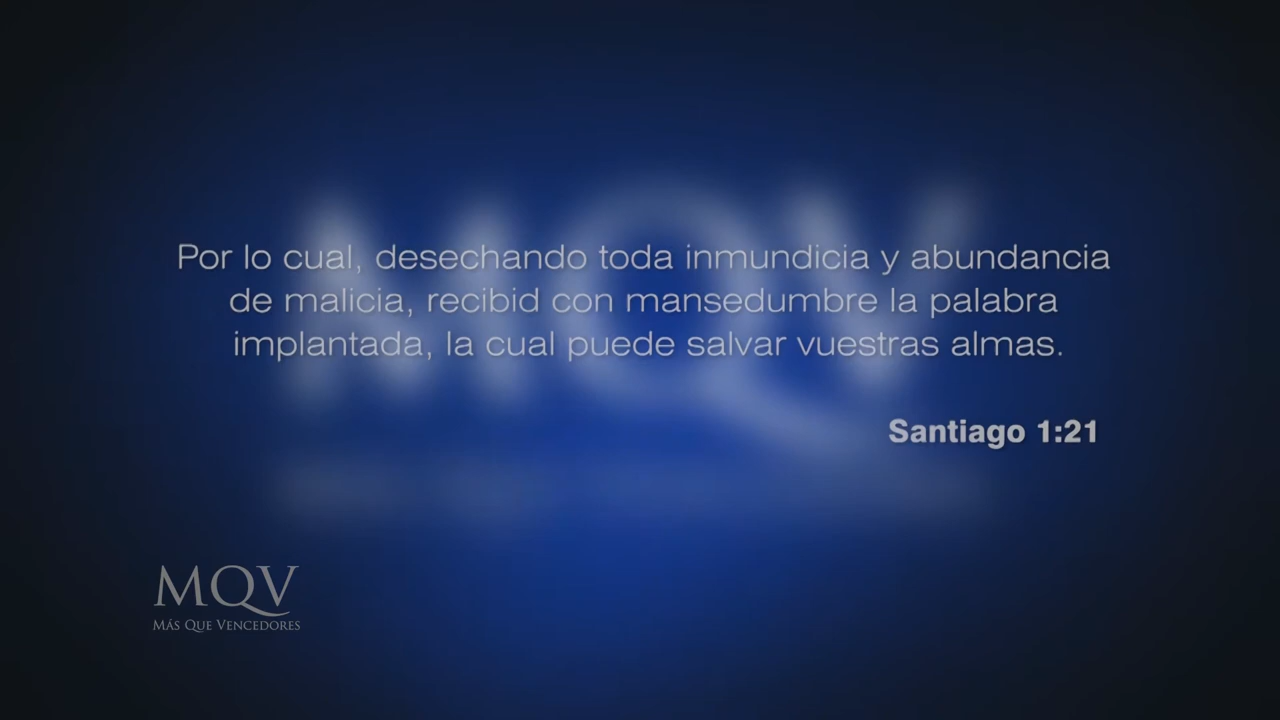 Por lo cual, desechando toda inmundicia y abundancia
de malicia, recibid con mansedumbre la palabra
implantada, la cual puede salvar vuestras almas.
Santiago 1:21
MQV
MQV
MÁS QUE VENCEDORES